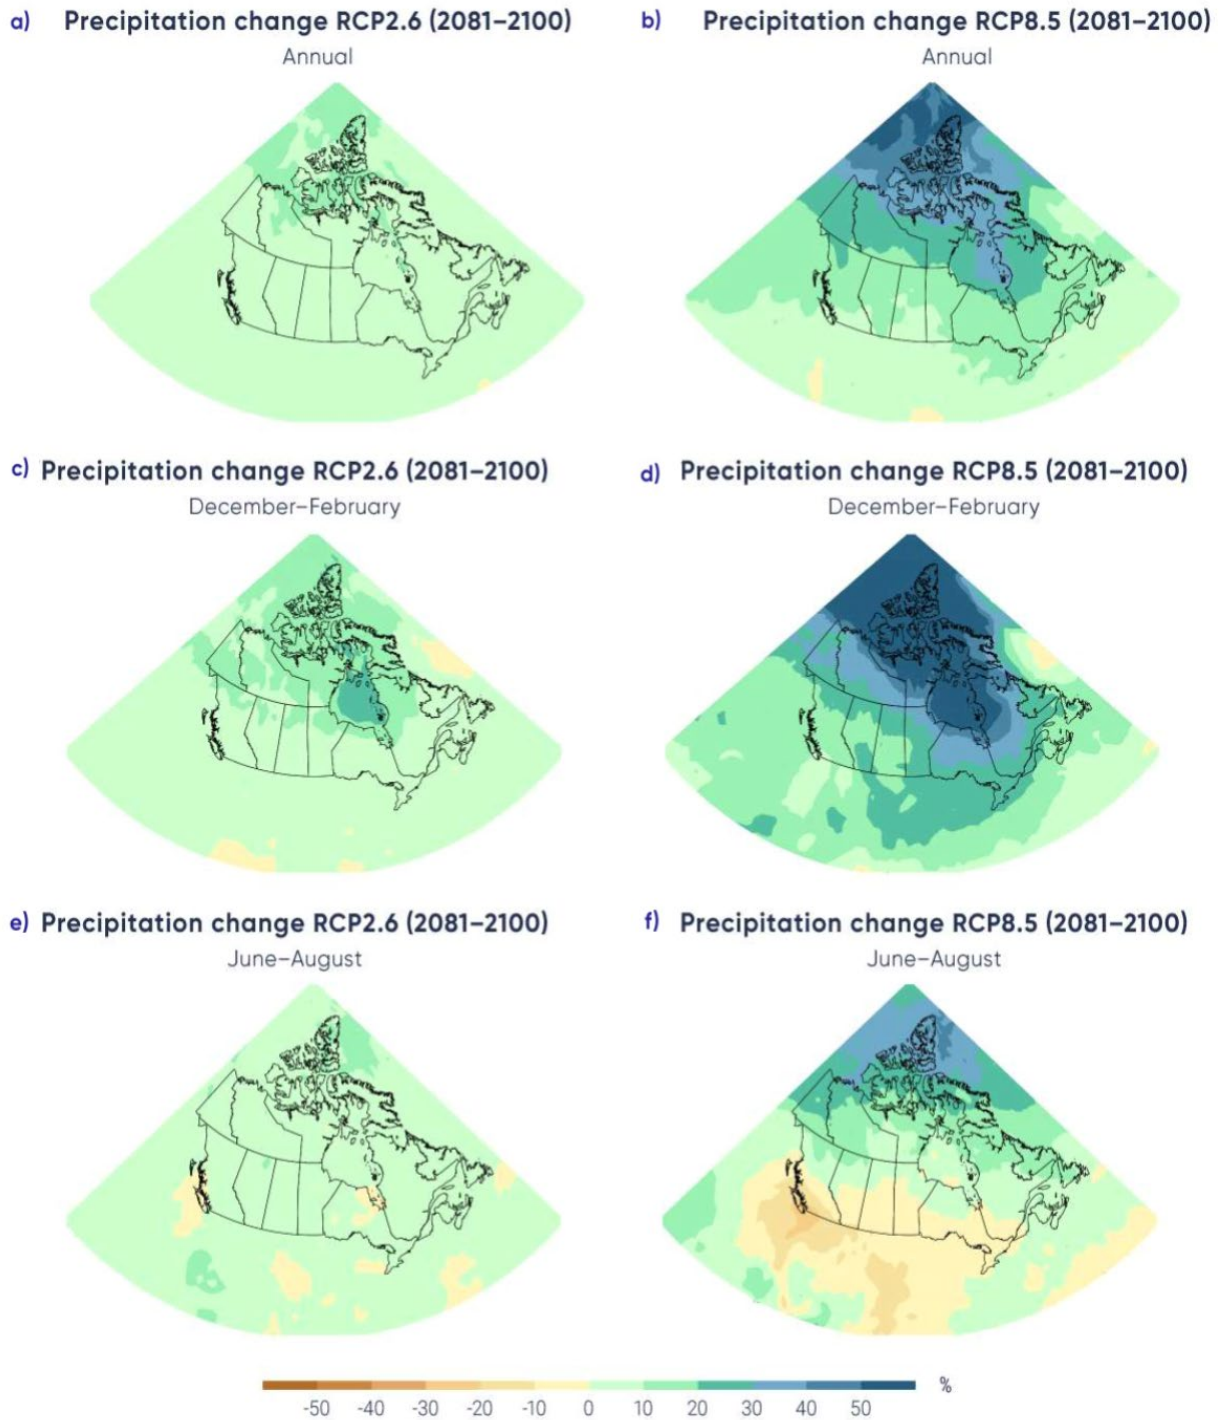 a) Precipitation change RCP2.6 (2081–2100)
Annual
b) Precipitation change RCP8.5 (2081–2100)
Annual
c) Precipitation change RCP2.6 (2081–2100)
December–February
d) Precipitation change RCP8.5 (2081–2100)
December–February
e) Precipitation change RCP2.6 (2081–2100)
June–August
f) Precipitation change RCP8.5 (2081–2100)
June–August
-50 -40 -30 -20 -10 0 10 20 30 40 50 %